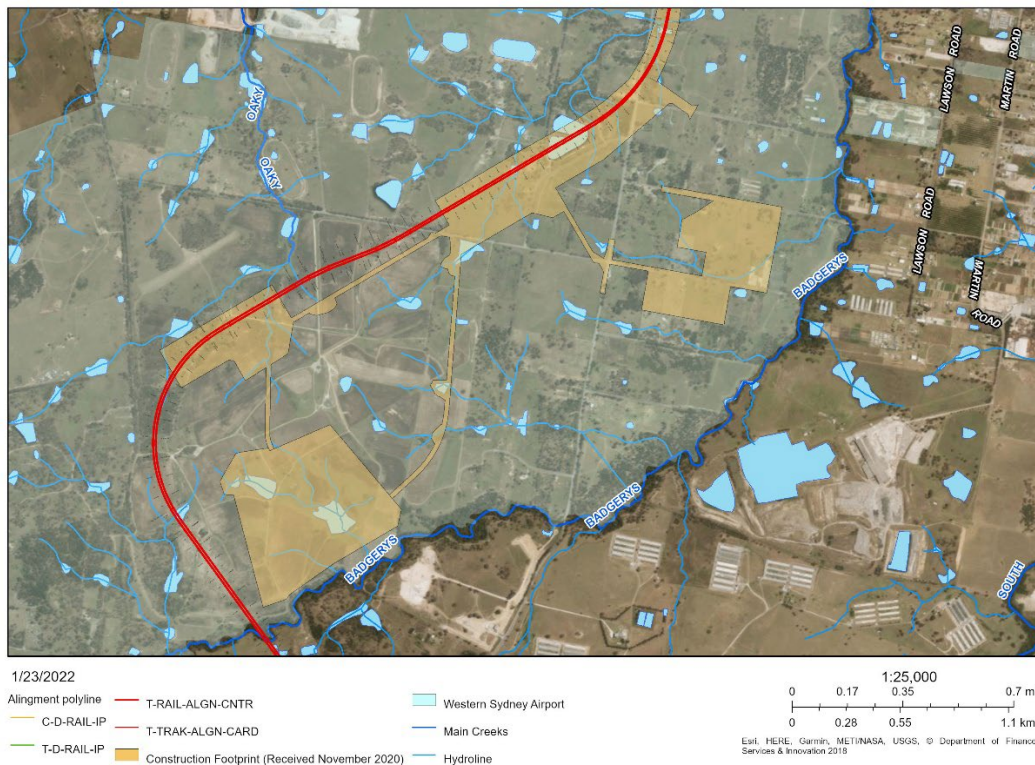 OAKY
OAKY
LAWSON ROAD
MARTIN ROAD
LAWSON ROAD
MARTIN
ROAD
BADGERYS
BADGERYS
BADGERYS
SOUTH
1/23/2022
Alingment polyline
C-D-RAIL-IP
T-D-RAIL-IP
T-RAIL-ALGN-CNTR
T-TRAK-ALGN-CARD
Construction Footprint (Received November 2020)
Western Sydney Airport
Main Creeks
Hydroline
1:25,000
0 0.17 0.35 0.7 m
0 0.28 0.55 1.1 km
Esri, HERE, Garmin, METI/NASA, USGS, © Department of Finance
Services & Innovation 2018